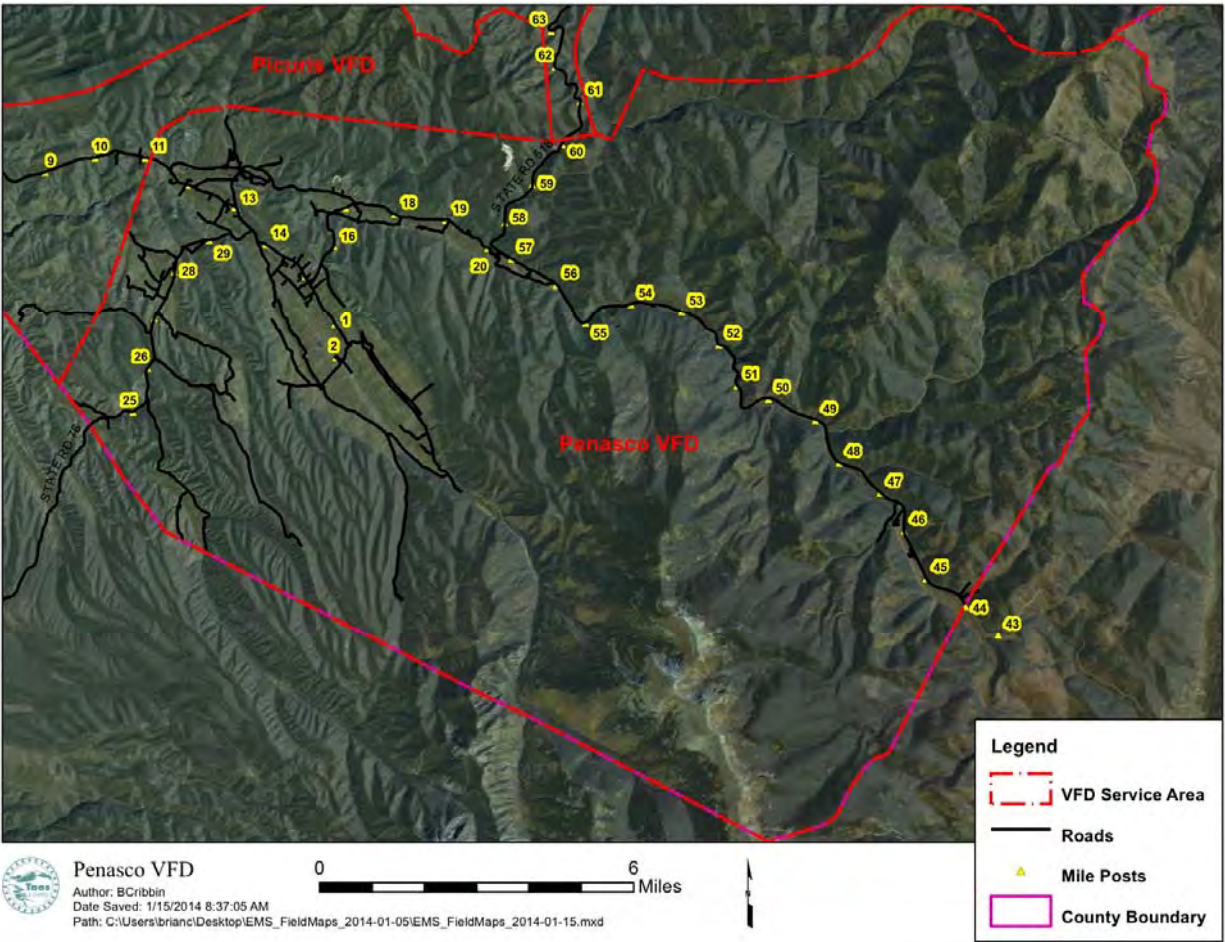 63
62
Picuris VFD
61
60
STATE RD 518
59
58
57
56
9
10
11
13
14
16
18
19
20
29
28
26
25
1
2
STATE RD 76
55
54
53
52
51
50
49
48
47
46
45
44
43
Penasco VFD
Legend
VFD Service Area
Roads
Mile Posts
County Boundary
Taos
Penasco VFD
Author: BCribbin
Date Saved: 1/15/2014 8:37:05 AM
Path: C:\Users\brianc\Desktop\EMS_FieldMaps_2014-01-05\EMS_FieldMaps_2014-01-15.mxd
0
6
Miles